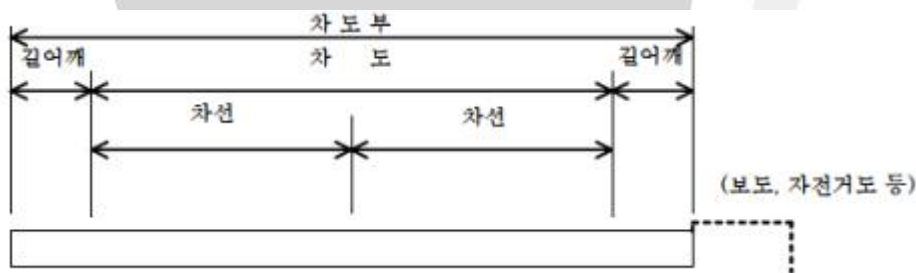 차 도 부
길어깨 차 도 길어깨
차선 차선
(보도, 자전거도 등)